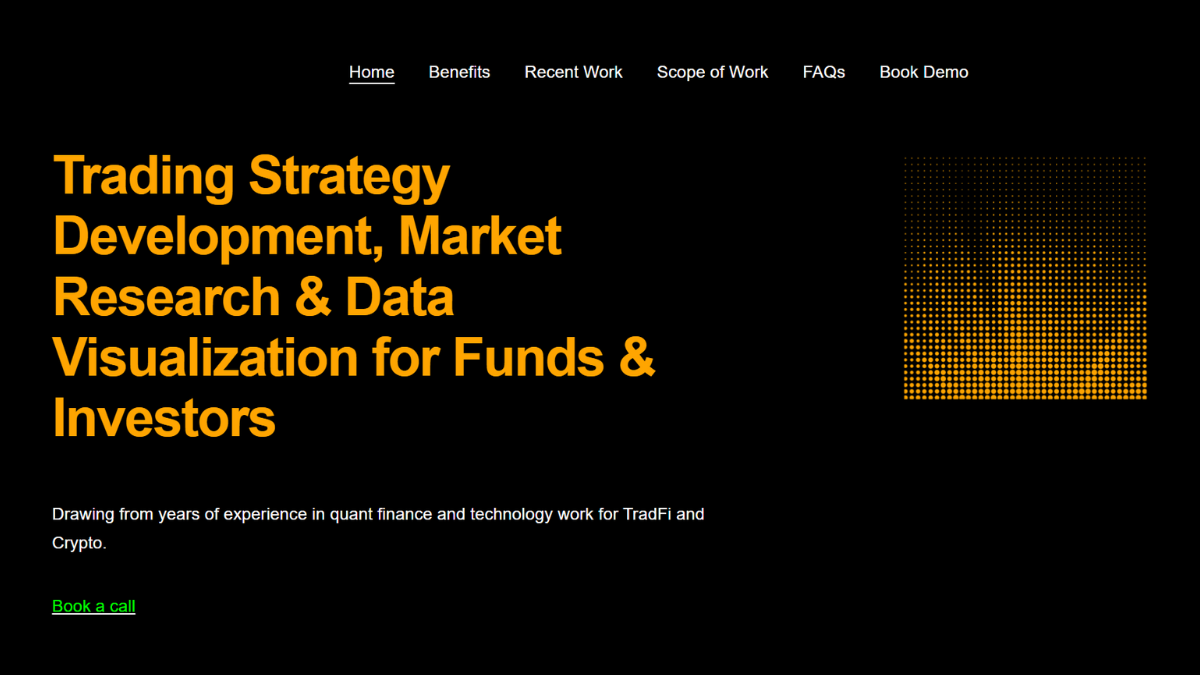 Home Benefits Recent Work Scope of Work FAQs Book Demo
Trading Strategy
Development, Market
Research & Data
Visualization for Funds &
Investors
Drawing from years of experience in quant finance and technology work for TradFi and
Crypto.
Book a call